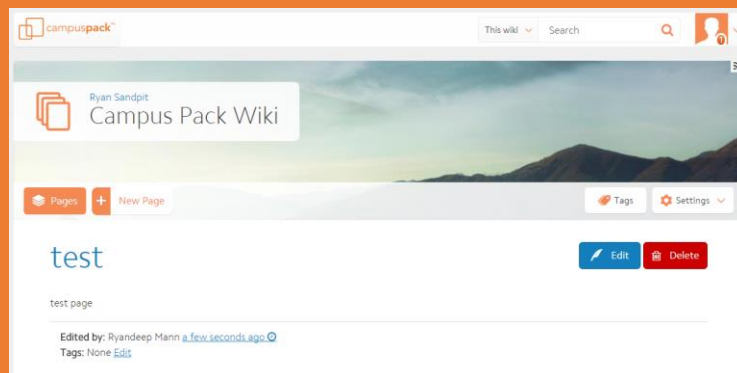 campuspack™
This wiki
Search
Ryan Sandpit
Campus Pack Wiki
Pages
+ New Page
Tags
Settings
test
Edit
Delete
test page
Edited by: Ryandeep Mann a few seconds ago
Tags: None Edit